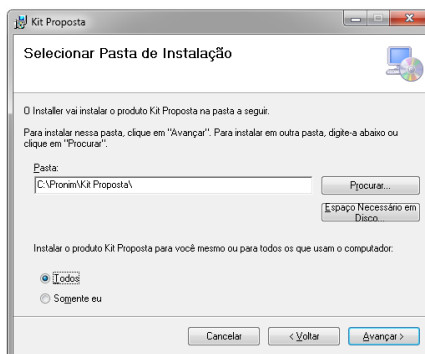 Kit Proposta
Selecionar Pasta de Instalação
O Installer vai instalar o produto Kit Proposta na pasta a seguir.
Para instalar nessa pasta, clique em "Avançar". Para instalar em outra pasta, digite-a abaixo ou
clique em "Procurar".
Pasta:
C:\Pronim\Kit Proposta\
Procurar...
Espaço Necessário em
Disco...
Instalar o produto Kit Proposta para você mesmo ou para todos os que usam o computador:
Todos
Somente eu
Cancelar
< Voltar
Avançar >